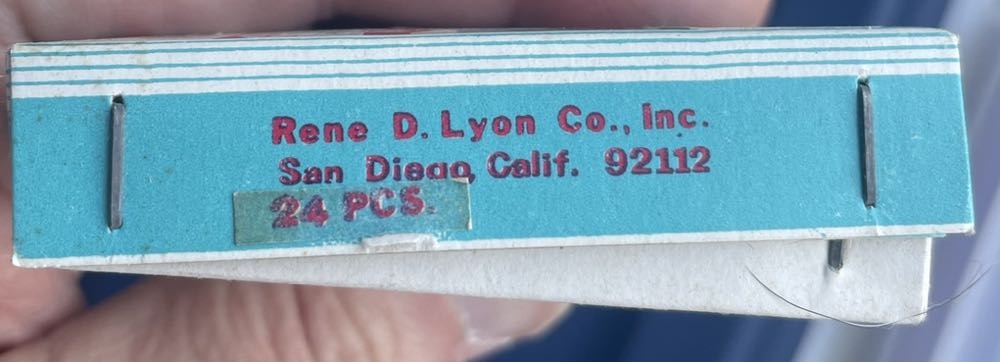 Rene D. Lyon Co., Inc.
San Diego, Calif. 92112
24 PCS.